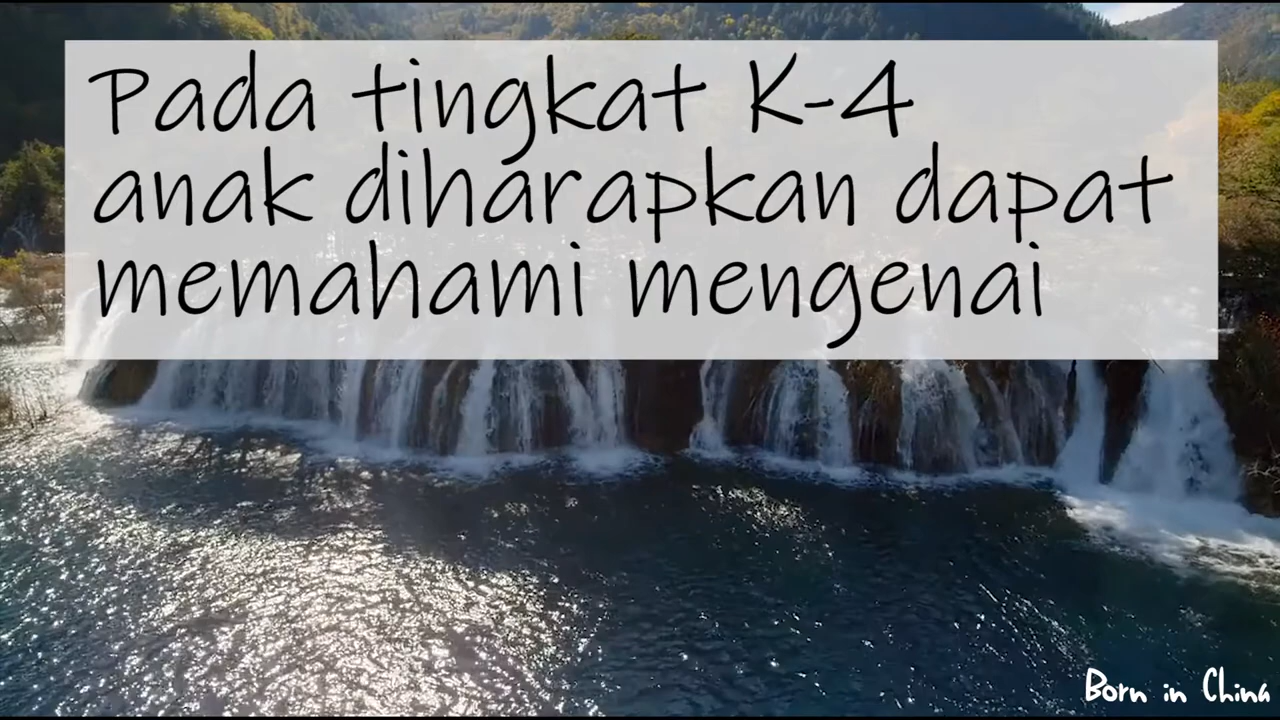 Pada tingkat K-4
anak diharapkan dapat
memahami mengenai
Born in China